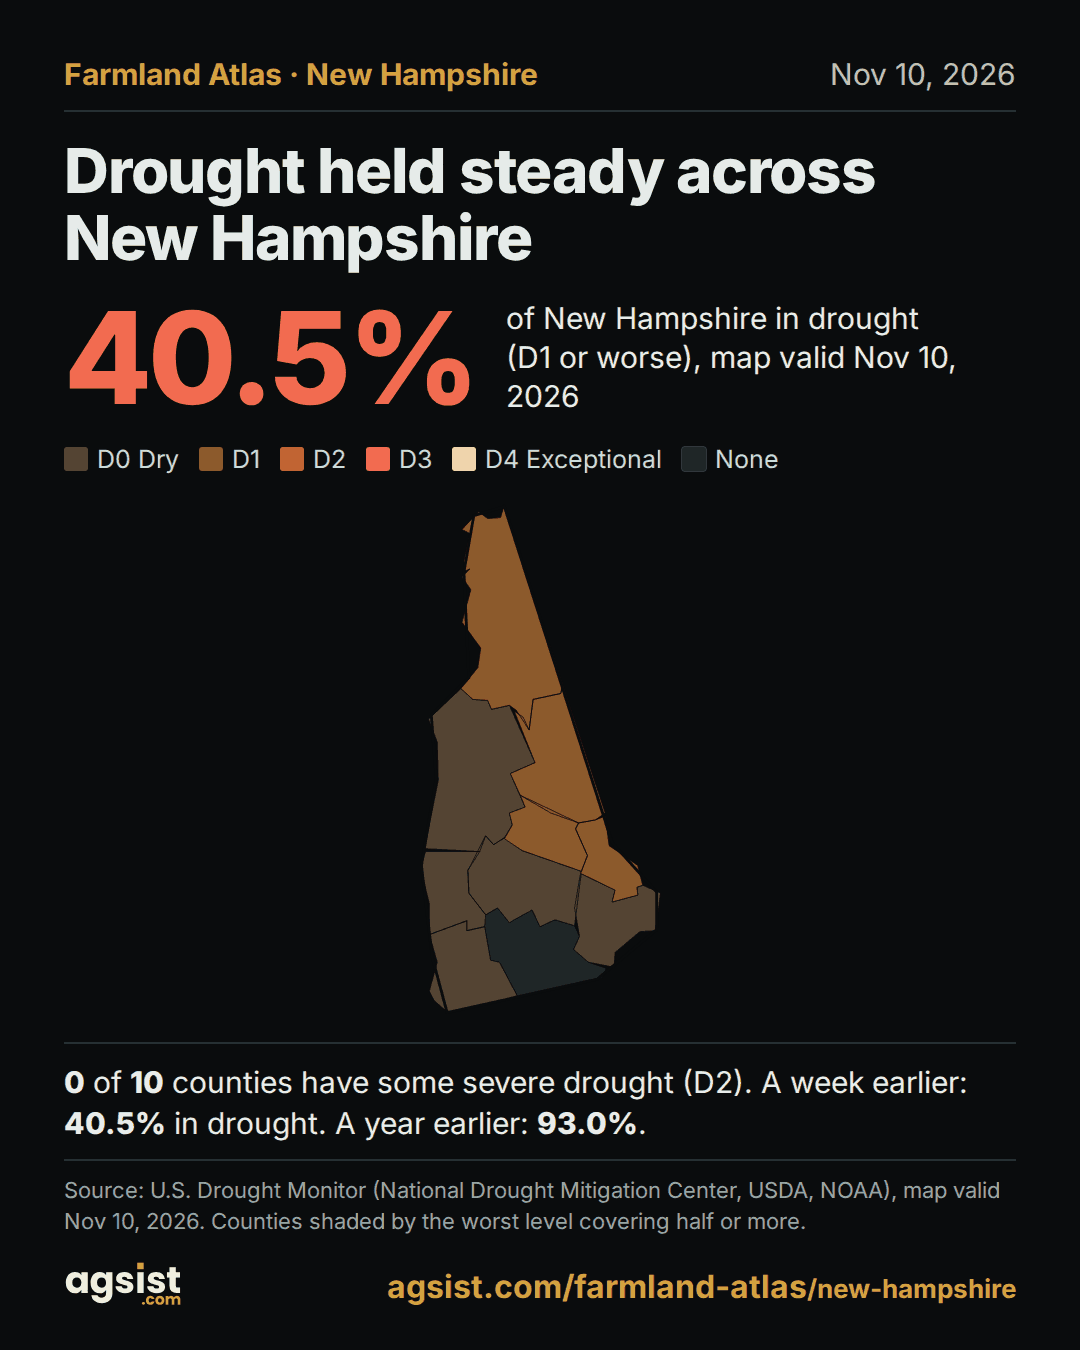 Farmland Atlas · New Hampshire
Nov 10, 2026
Drought held steady across
New Hampshire
40.5%
of New Hampshire in drought
(D1 or worse), map valid Nov 10,
2026
D0 Dry D1 D2 D3 D4 Exceptional None
0 of 10 counties have some severe drought (D2). A week earlier:
40.5% in drought. A year earlier: 93.0%.
Source: U.S. Drought Monitor (National Drought Mitigation Center, USDA, NOAA), map valid
Nov 10, 2026. Counties shaded by the worst level covering half or more.
agsist
.com
agsist.com/farmland-atlas/new-hampshire